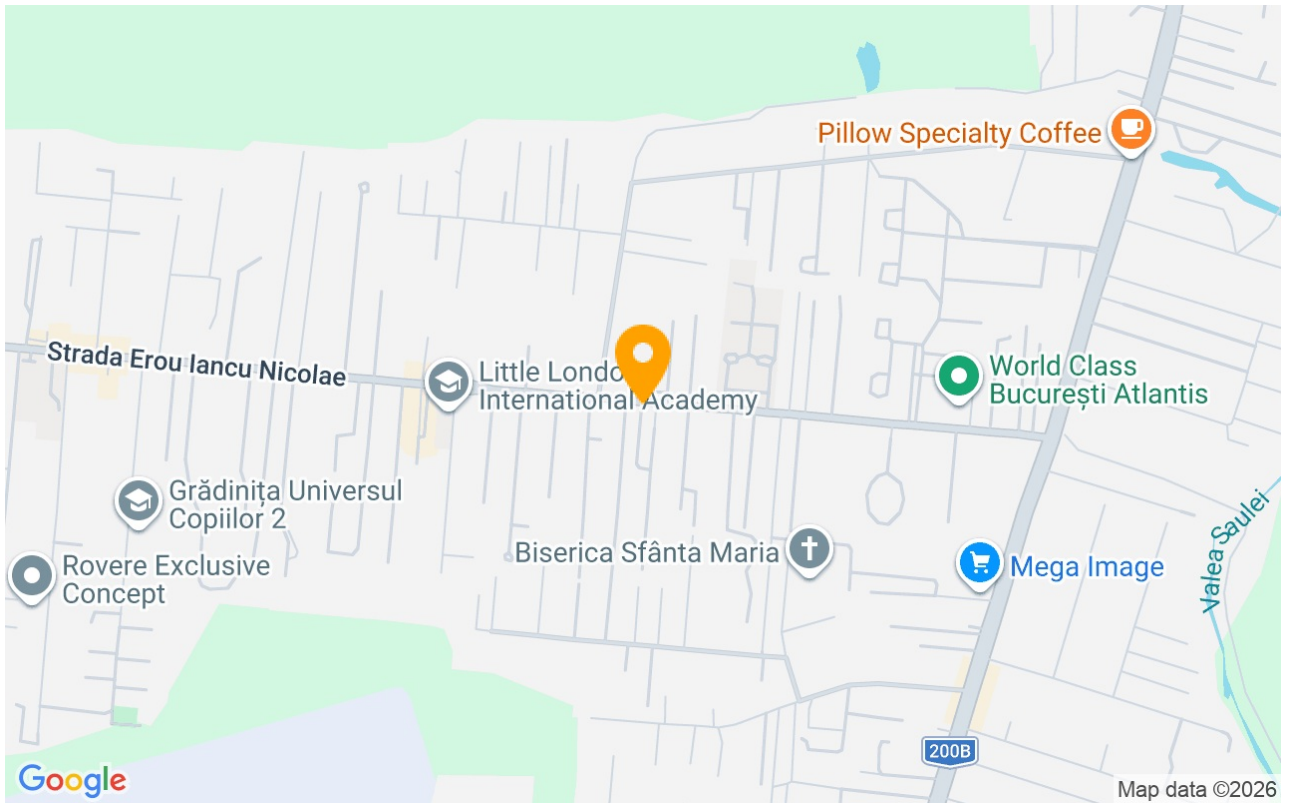 Pillow Specialty Coffee
Strada Erou Iancu Nicolae
Little Londo
International Academy
World Class
București Atlantis
Grădinița Universul
Copiilor 2
Rovere Exclusive
Concept
Biserica Sfânta Maria
Mega Image
Valea Saulei
200B
Google
Map data ©2026